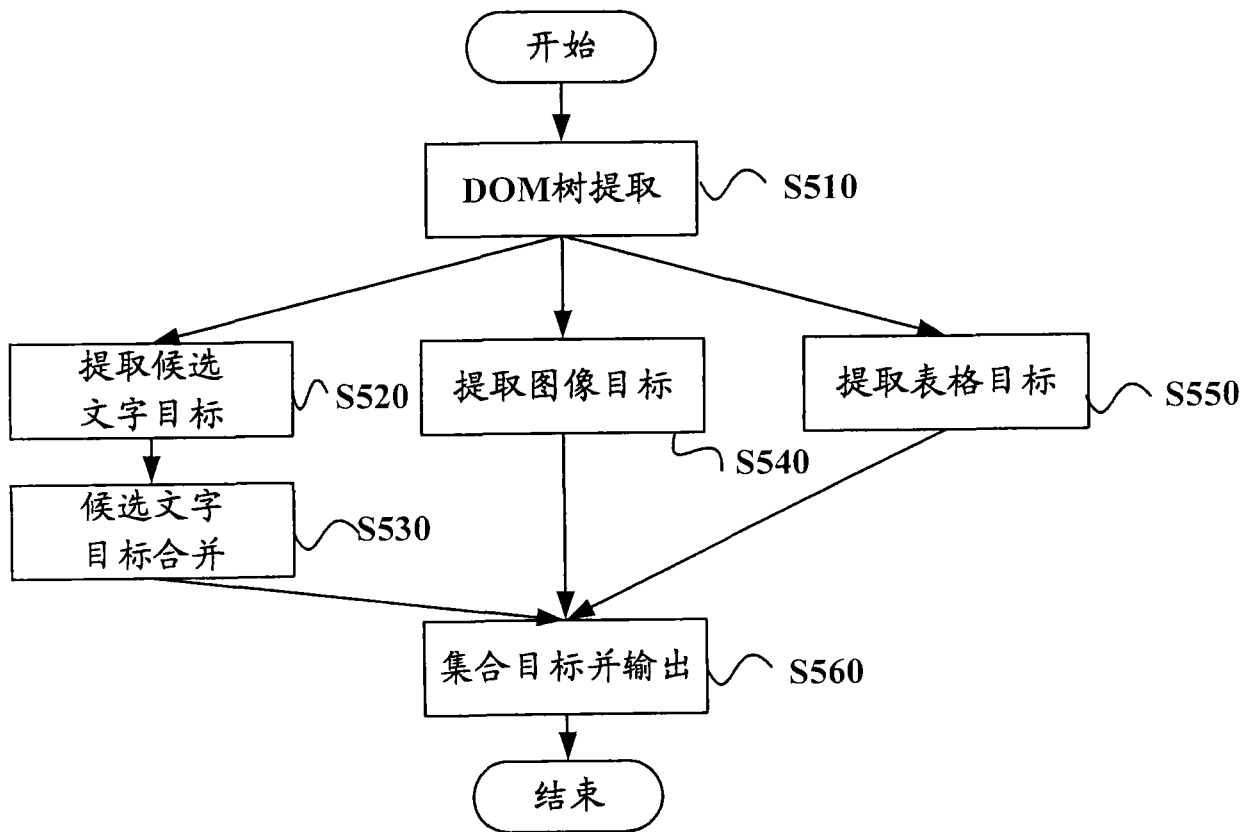 开始
DOM树提取
S510
提取候选
文字目标
S520
提取图像目标
S540
提取表格目标
S550
候选文字
目标合并
S530
集合目标并输出
S560
结束